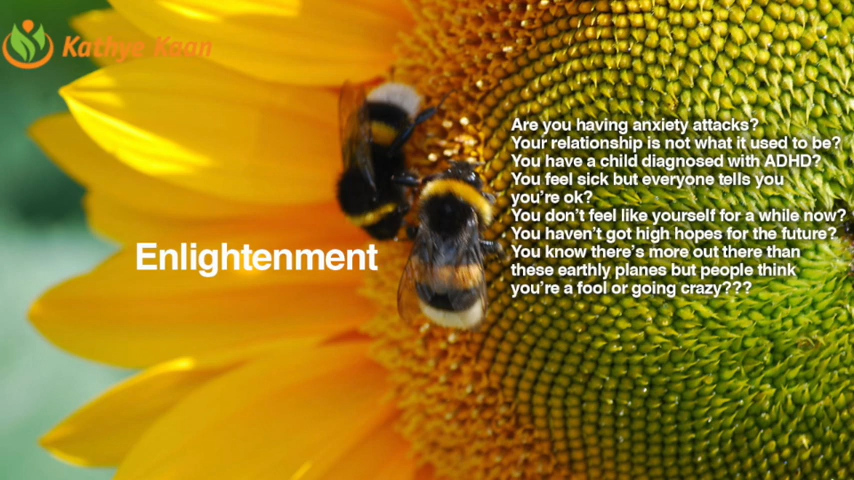 Kathye Kaan
Are you having anxiety attacks?
Your relationship is not what it used to be?
You have a child diagnosed with ADHD?
You feel sick but everyone tells you
you're ok?
You don't feel like yourself for a while now?
You haven't got high hopes for the future?
You know there's more out there than
these earthly planes but people think
you're a fool or going crazy???
Enlightenment